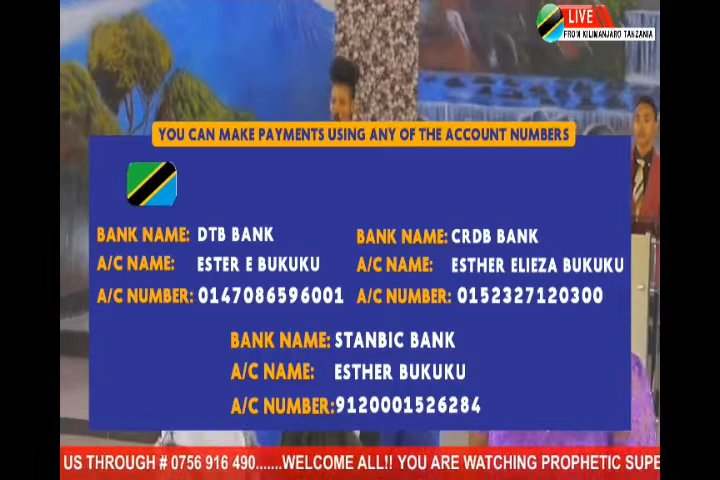 LIVE
FROM KILIMANJARO TANZANIA
YOU CAN MAKE PAYMENTS USING ANY OF THE ACCOUNT NUMBERS
BANK NAME: DTB BANK
A/C NAME: ESTER E BUKUKU
A/C NUMBER: 0147086596001
BANK NAME: CRDB BANK
A/C NAME: ESTHER ELIEZA BUKUKU
A/C NUMBER: 0152327120300
BANK NAME: STANBIC BANK
A/C NAME: ESTHER BUKUKU
A/C NUMBER:9120001526284
US THROUGH # 0756 916 490.......WELCOME ALL!! YOU ARE WATCHING PROPHETIC SUPE